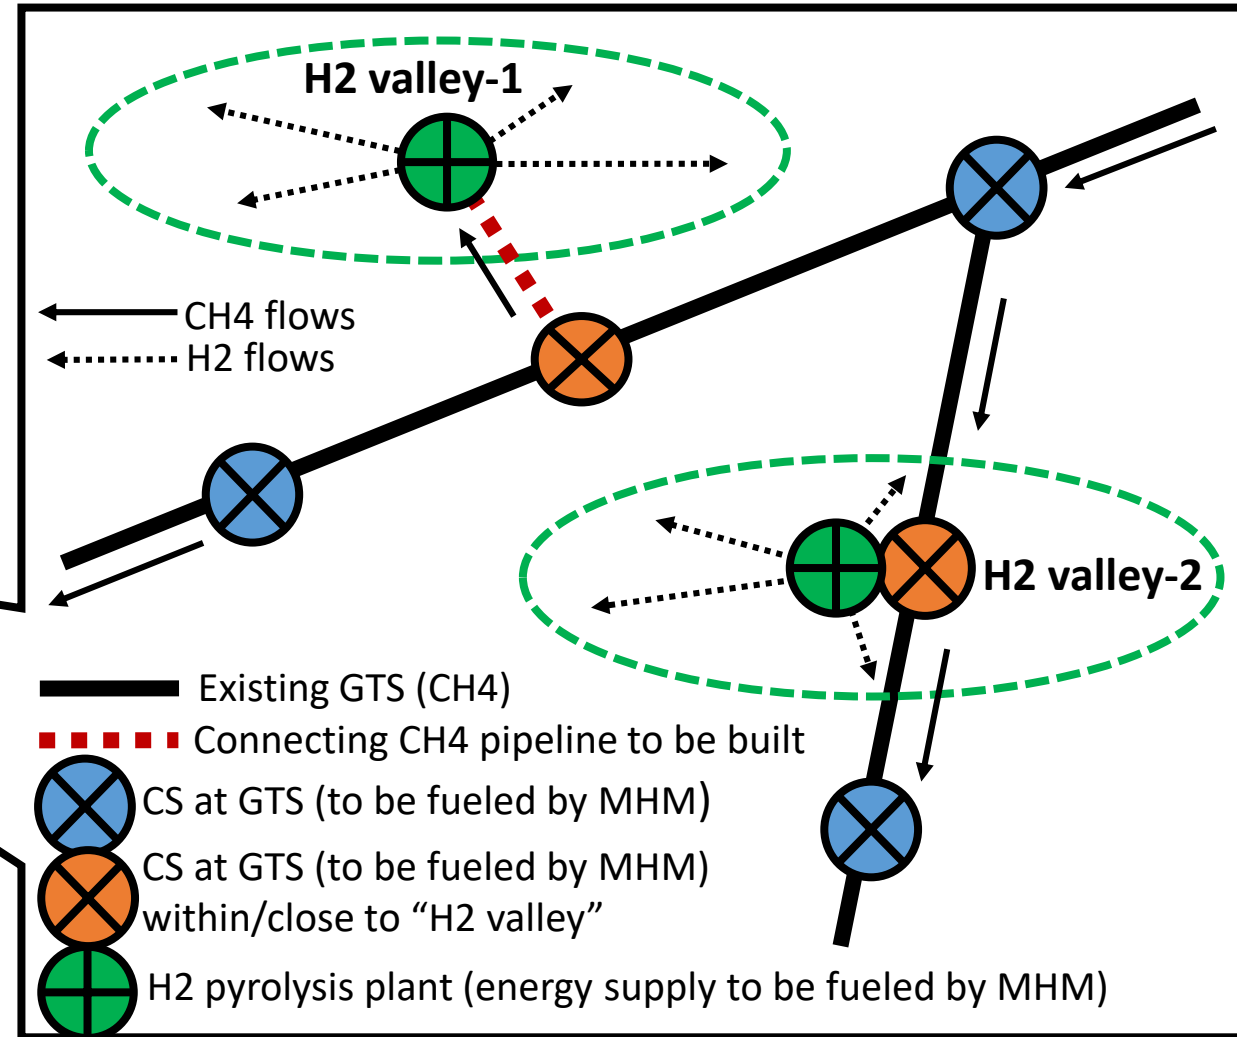 H2 valley-1
CH4 flows
H2 flows
H2 valley-2
Existing GTS (CH4)
Connecting CH4 pipeline to be built
CS at GTS (to be fueled by MHM)
CS at GTS (to be fueled by MHM)
within/close to “H2 valley”
H2 pyrolysis plant (energy supply to be fueled by MHM)